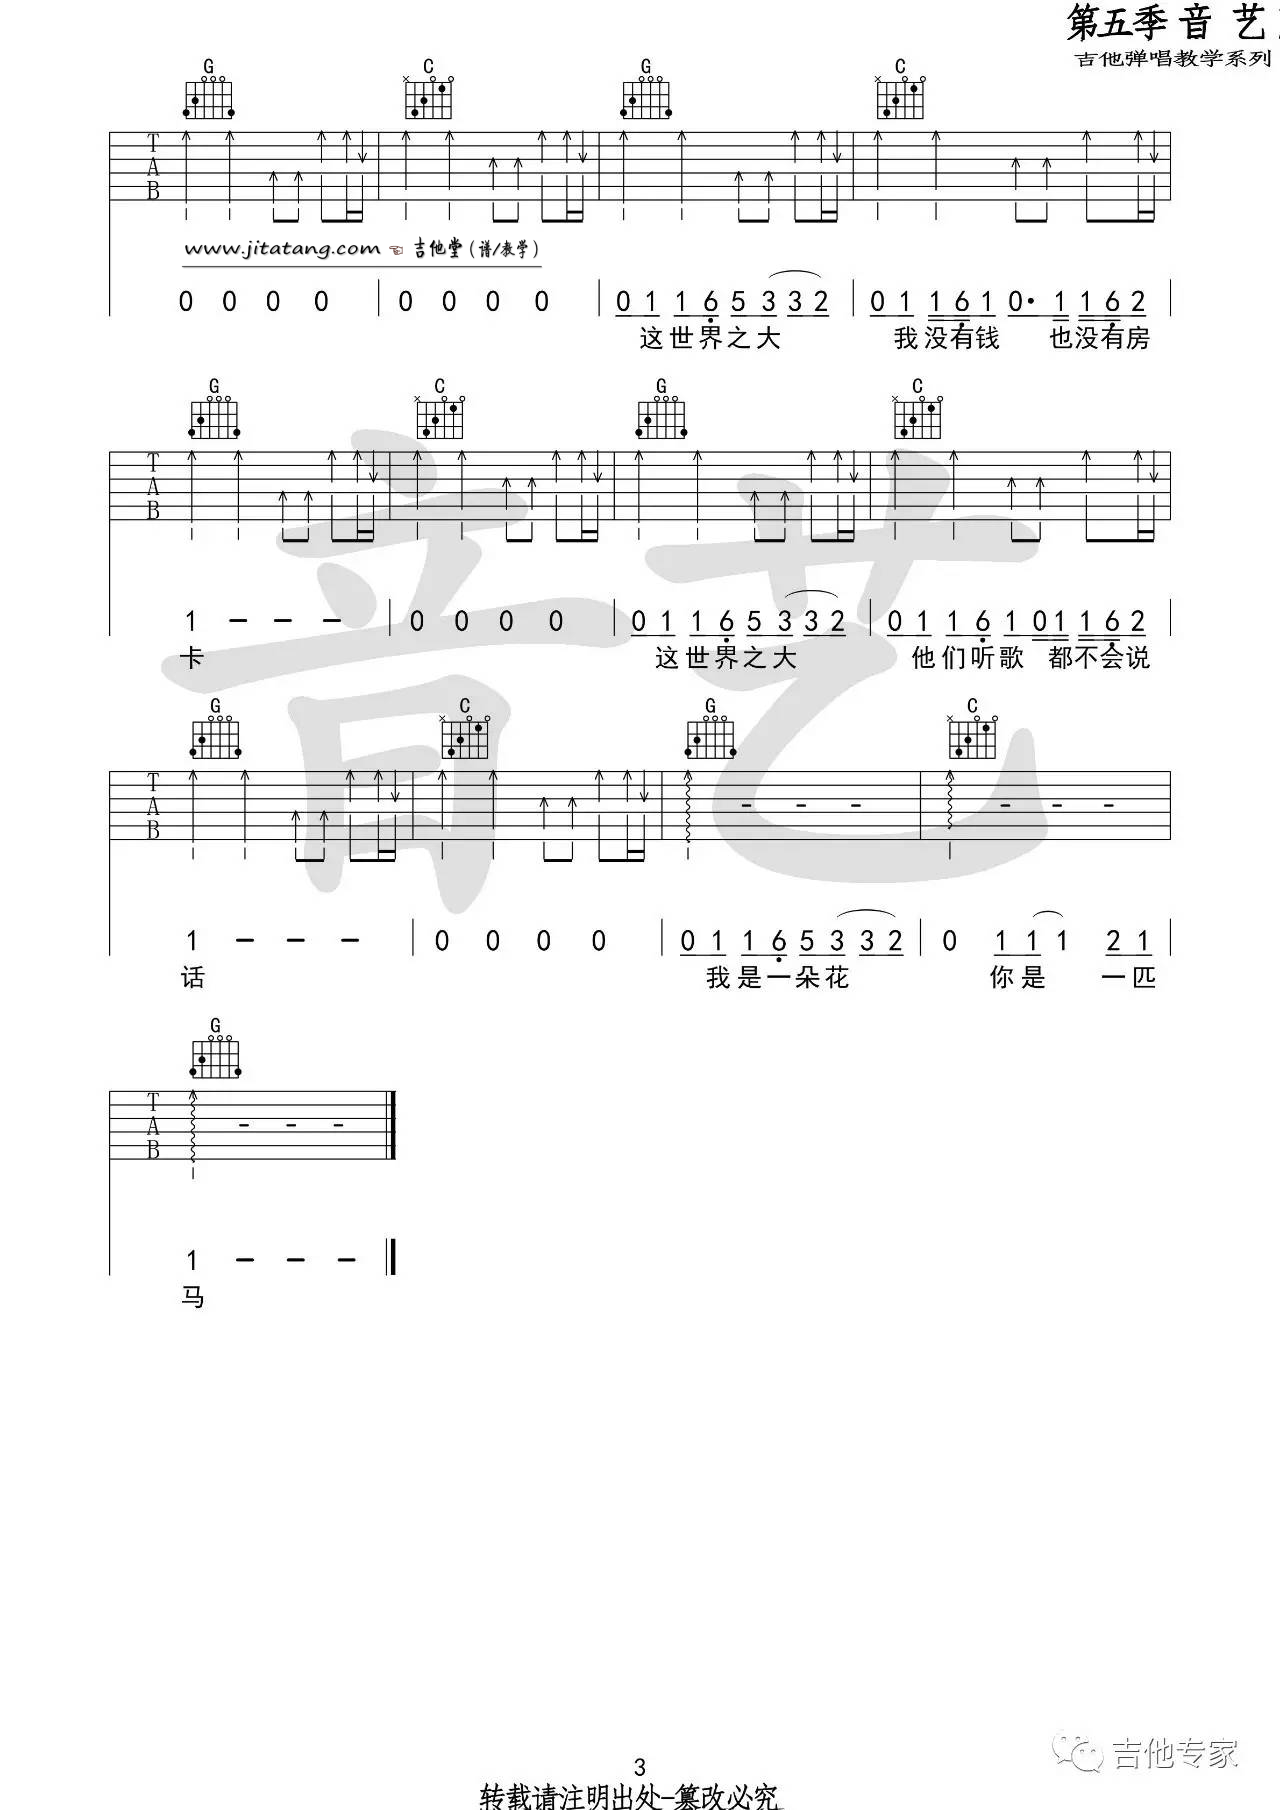 第五季音艺
吉他弹唱教学系列
G C G C
T
A
B
www.jitatang.com ☜ 吉他堂(谱/教学)
0 0 0 0 0 0 0 0 0 1 1 6 5 3 3 2 0 1 1 6 1 0· 1 1 6 2
这世界之大 我没有钱 也没有房
G C G C
T
A
B
1 - - - 0 0 0 0 0 1 1 6 5 3 3 2 0 1 1 6 1 0 1 1 6 2
卡 这世界之大 他们听歌 都不会说
音艺
G C G C
T
A
B
- - - - - -
1 - - - 0 0 0 0 0 1 1 6 5 3 3 2 0 1 1 1 2 1
话 我是一朵花 你是 一匹
G
T
A
B
- - -
1 - - -
马
吉他专家
3
转载请注明出处-篡改必究